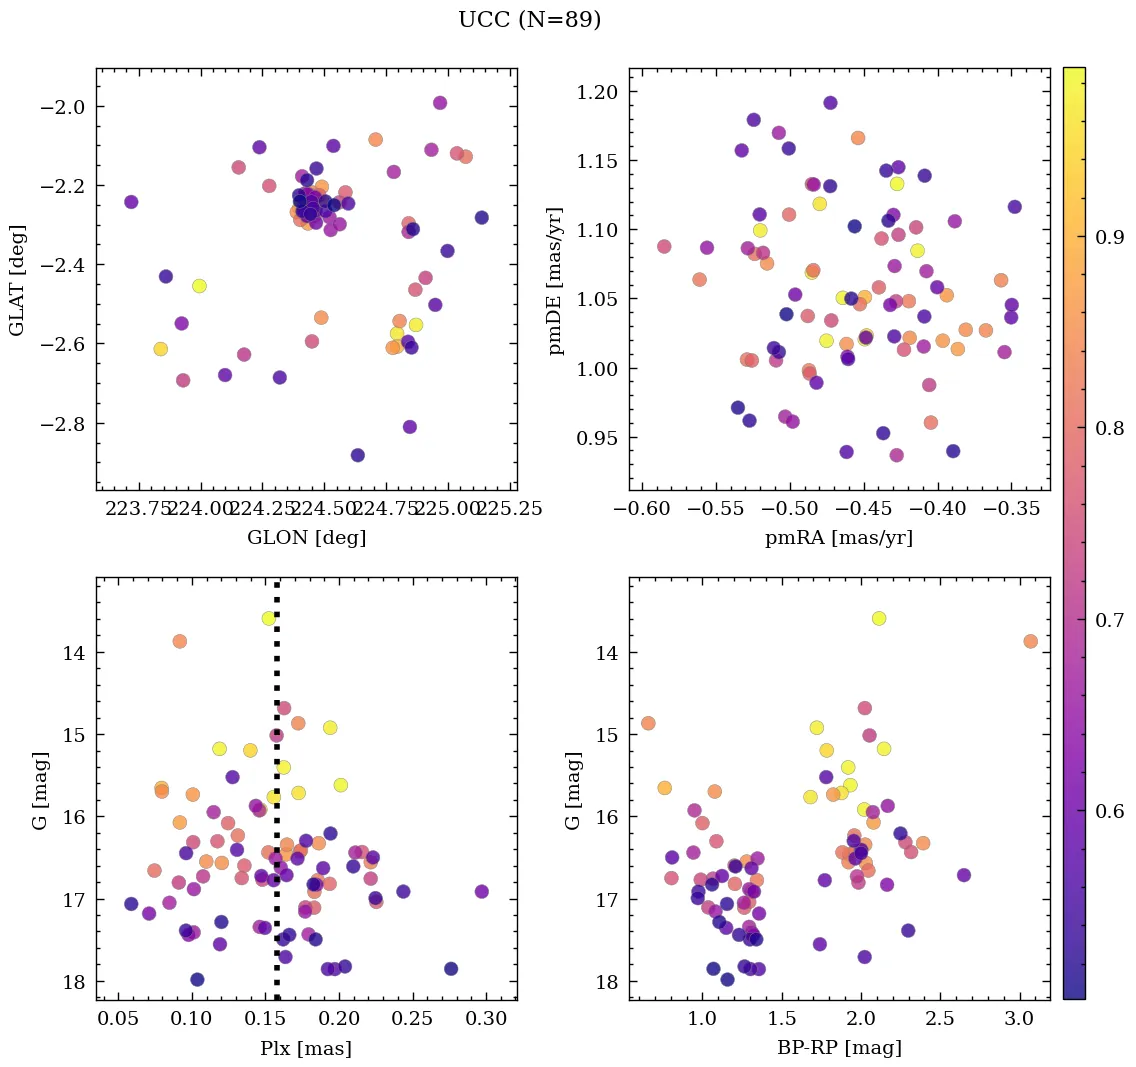 UCC (N=89)
−2.0
−2.2
−2.4
−2.6
−2.8
GLAT [deg]
223.75 224.00 224.25 224.50 224.75 225.00 225.25
GLON [deg]
1.20
1.15
1.10
1.05
1.00
0.95
pmDE [mas/yr]
−0.60 −0.55 −0.50 −0.45 −0.40 −0.35
pmRA [mas/yr]
14
15
16
17
18
G [mag]
0.05 0.10 0.15 0.20 0.25 0.30
Plx [mas]
14
15
16
17
18
G [mag]
1.0 1.5 2.0 2.5 3.0
BP-RP [mag]
0.9
0.8
0.7
0.6